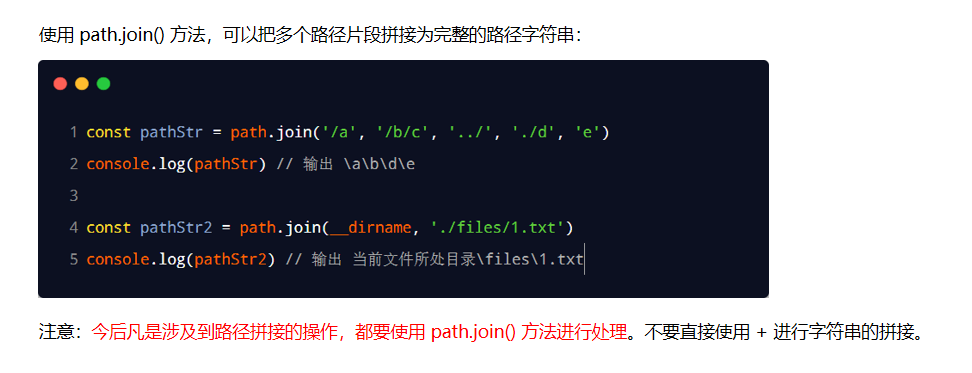 使用 path.join() 方法，可以把多个路径片段拼接为完整的路径字符串：
1 const pathStr = path.join('/a', '/b/c', '../', './d', 'e')
2 console.log(pathStr) // 输出 \a\b\d\e
3
4 const pathStr2 = path.join(__dirname, './files/1.txt')
5 console.log(pathStr2) // 输出 当前文件所处目录\files\1.txt
注意：今后凡是涉及到路径拼接的操作，都要使用 path.join() 方法进行处理。不要直接使用 + 进行字符串的拼接。